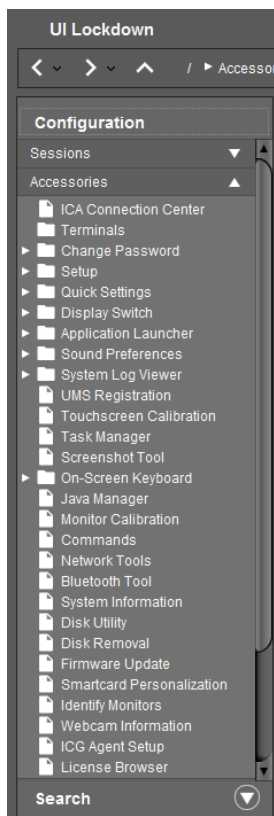 UI Lockdown
/ Accesso
Configuration
Sessions
Accessories
ICA Connection Center
Terminals
Change Password
Setup
Quick Settings
Display Switch
Application Launcher
Sound Preferences
System Log Viewer
UMS Registration
Touchscreen Calibration
Task Manager
Screenshot Tool
On-Screen Keyboard
Java Manager
Monitor Calibration
Commands
Network Tools
Bluetooth Tool
System Information
Disk Utility
Disk Removal
Firmware Update
Smartcard Personalization
Identify Monitors
Webcam Information
ICG Agent Setup
License Browser
Search